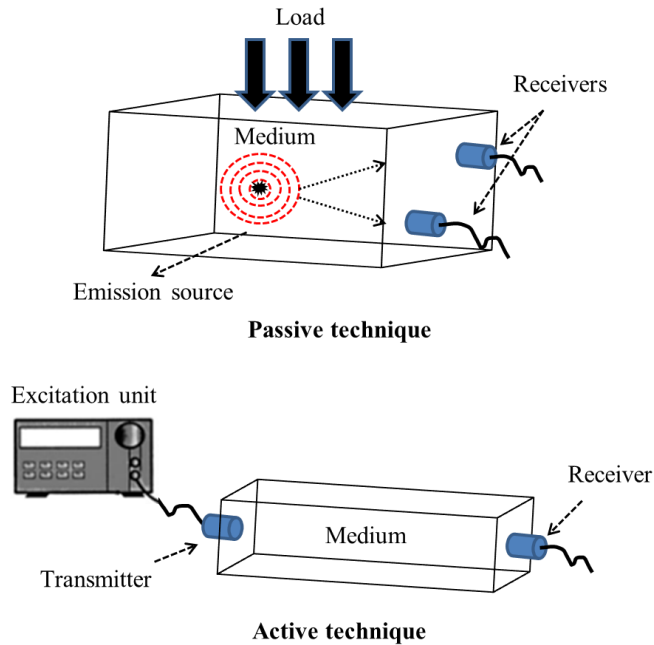 Load
Receivers
Medium
Emission source
Passive technique
Excitation unit
Receiver
Medium
Transmitter
Active technique